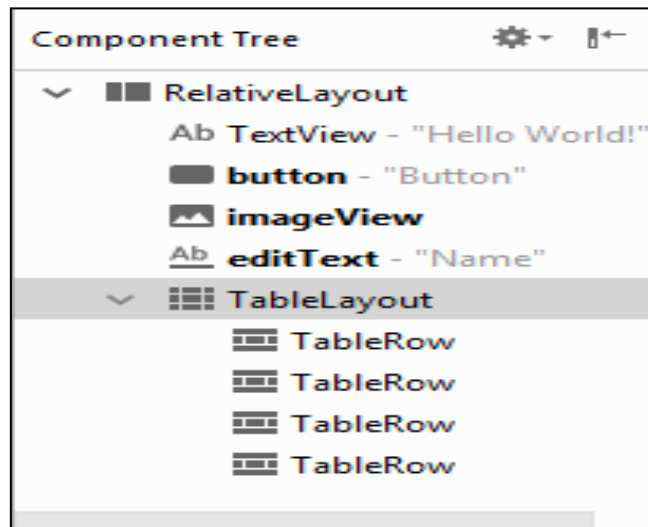 Component Tree
RelativeLayout
Ab TextView - "Hello World!"
button - "Button"
imageView
Ab editText - "Name"
TableLayout
TableRow
TableRow
TableRow
TableRow